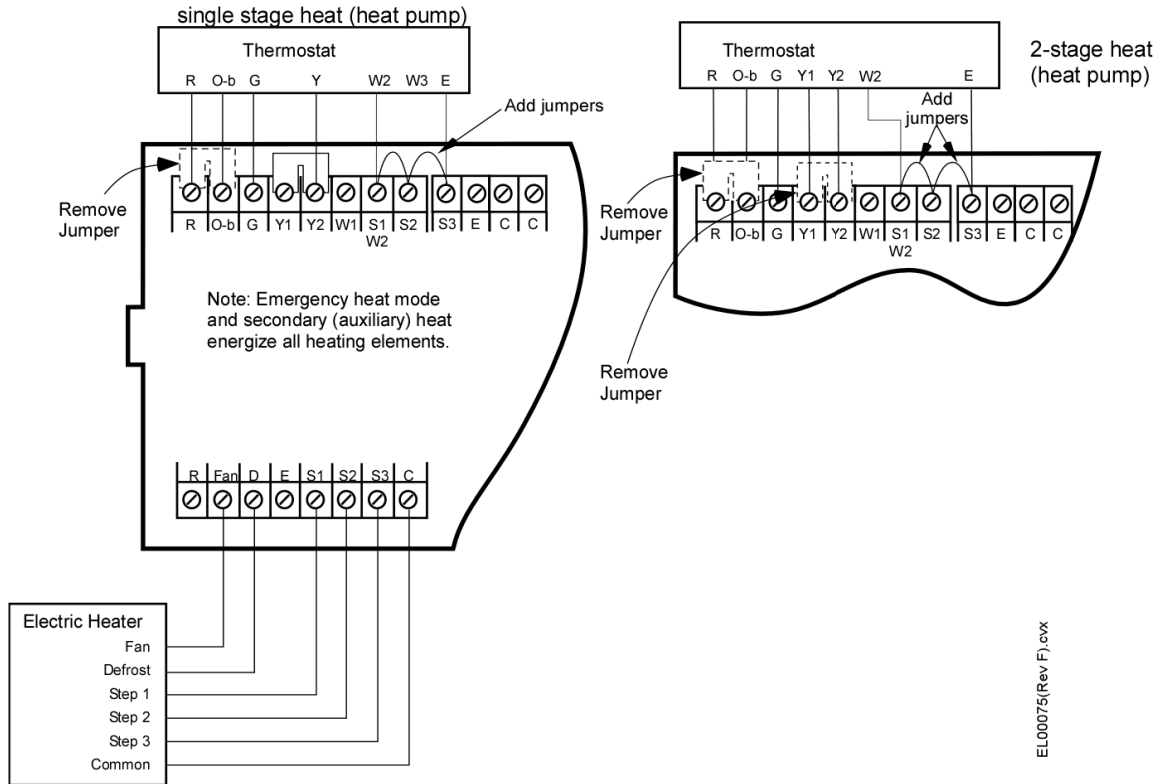 single stage heat (heat pump)
Thermostat
R O-b G Y W2 W3 E
Add jumpers
Remove
Jumper
R O-b G Y1 Y2 W1 S1 S2 S3 E C C
W2
Note: Emergency heat mode
and secondary (auxiliary) heat
energize all heating elements.
R Fan D E S1 S2 S3 C
Electric Heater
Fan
Defrost
Step 1
Step 2
Step 3
Common
2-stage heat
(heat pump)
Thermostat
R O-b G Y1 Y2 W2 E
Add
jumpers
Remove
Jumper
R O-b G Y1 Y2 W1 S1 S2 S3 E C C
W2
Remove
Jumper
EL00075(Rev F).cvx